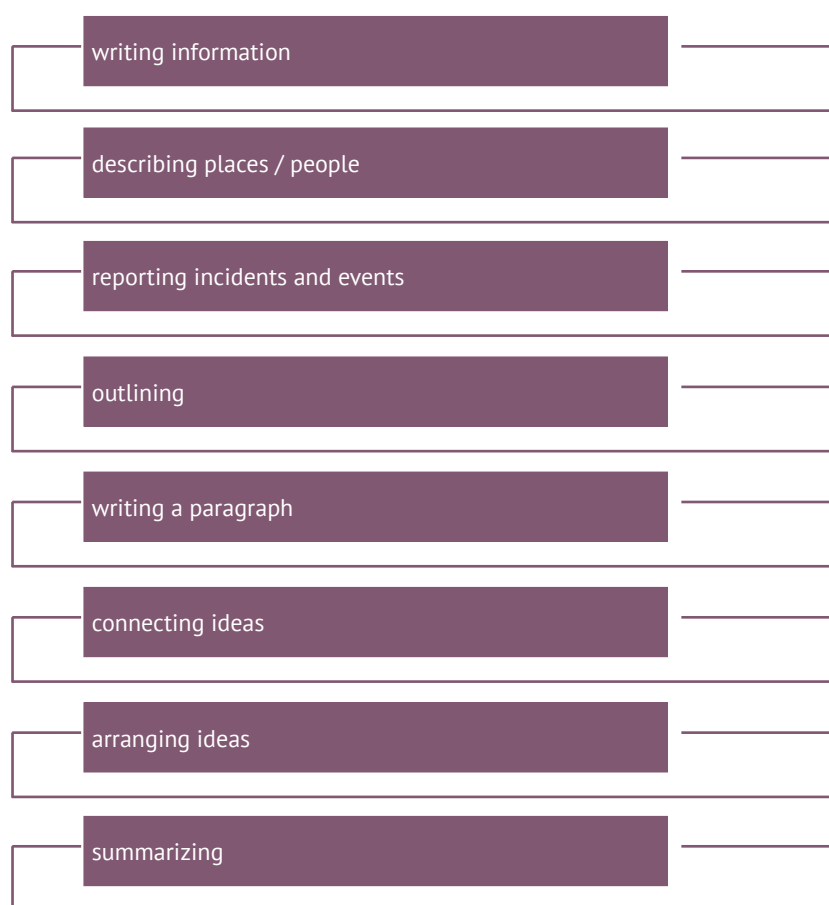 writing information
describing places / people
reporting incidents and events
outlining
writing a paragraph
connecting ideas
arranging ideas
summarizing